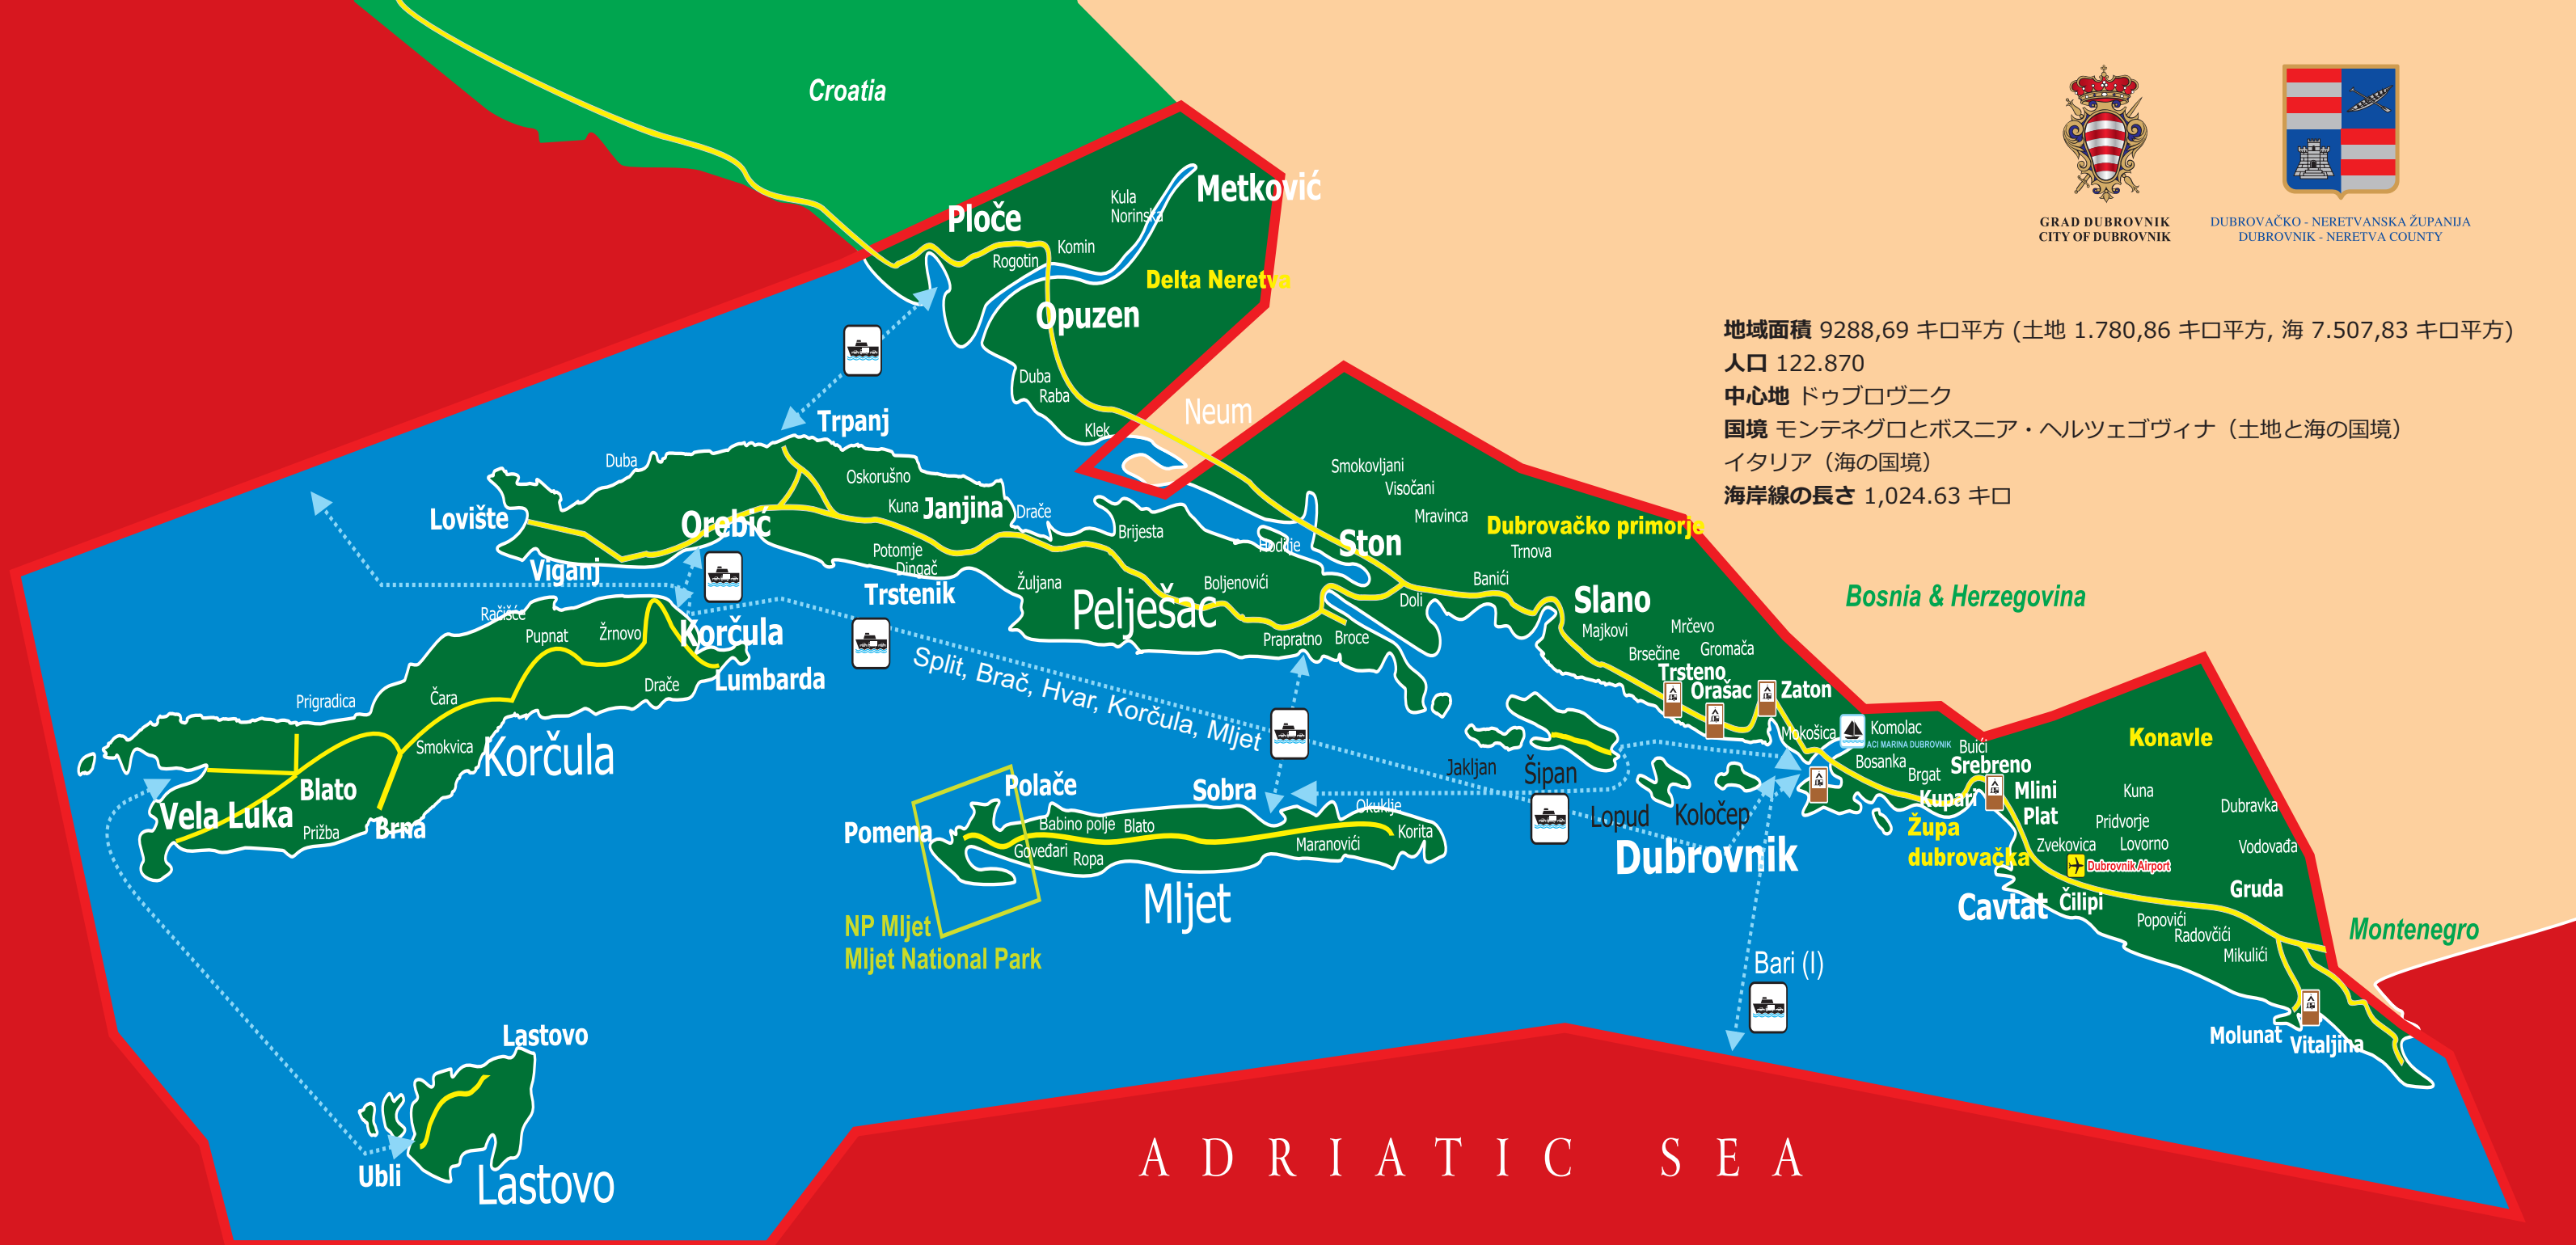 Croatia
GRAD DUBROVNIK
CITY OF DUBROVNIK
DUBROVAČKO - NERETVANSKA ŽUPANIJA
DUBROVNIK - NERETVA COUNTY
地域面積 9288,69 キロ平方 (土地 1.780,86 キロ平方, 海 7.507,83 キロ平方)
人口 122.870
中心地 ドゥブロヴニク
国境 モンテネグロとボスニア・ヘルツェゴヴィナ（土地と海の国境）
イタリア（海の国境）
海岸線の長さ 1,024.63 キロ
Metković
Kula
Norinska
Ploče
Komin
Rogotin
Delta Neretva
Opuzen
Duba
Raba
Klek
Neum
Trpanj
Duba
Oskorušno
Kuna
Janjina
Drače
Lovište
Orebić
Viganj
Potomje
Dingač
Trstenik
Žuljana
Brijesta
Hodilje
Boljenovići
Pelješac
Prapratno
Broce
Ston
Smokovljani
Visočani
Mravinca
Dubrovačko primorje
Trnova
Banići
Doli
Slano
Majkovi
Mrčevo
Brsečine
Gromača
Trsteno
Orašac
Zaton
Bosnia & Herzegovina
Mokošica
Komolac
ACI MARINA DUBROVNIK
Bosanka
Buići
Brgat
Srebreno
Kupari
Mlini
Plat
Župa
dubrovačka
Konavle
Kuna
Dubravka
Pridvorje
Zvekovica
Lovorno
Vodovađa
Dubrovnik Airport
Gruda
Cavtat
Čilipi
Popovići
Radovčići
Mikulići
Montenegro
Molunat
Vitaljina
Račišće
Pupnat
Žrnovo
Korčula
Lumbarda
Drače
Čara
Prigradica
Smokvica
Korčula
Blato
Vela Luka
Prižba
Brna
Split, Brač, Hvar, Korčula, Mljet
Polače
Sobra
Pomena
Babino polje
Blato
Goveđari
Ropa
Okuklje
Korita
Maranovići
Mljet
NP Mljet
Mljet National Park
Jakljan
Šipan
Lopud
Koločep
Dubrovnik
Bari (I)
Lastovo
Ubli
Lastovo
ADRIATIC SEA